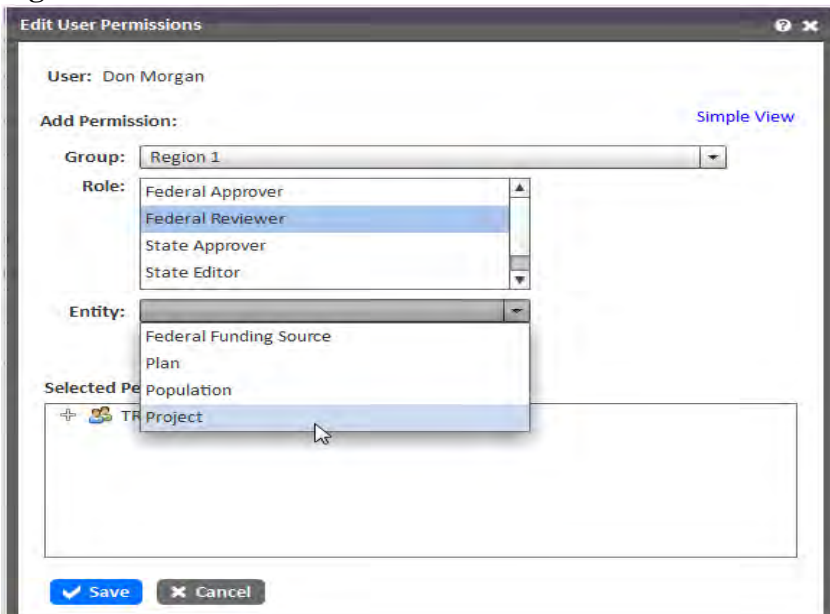 Edit User Permissions
User: Don Morgan
Add Permission:
Simple View
Group: Region 1
Role:
Federal Approver
Federal Reviewer
State Approver
State Editor
Entity:
Federal Funding Source
Plan
Population
Project
Selected Pe
TR
Save
Cancel